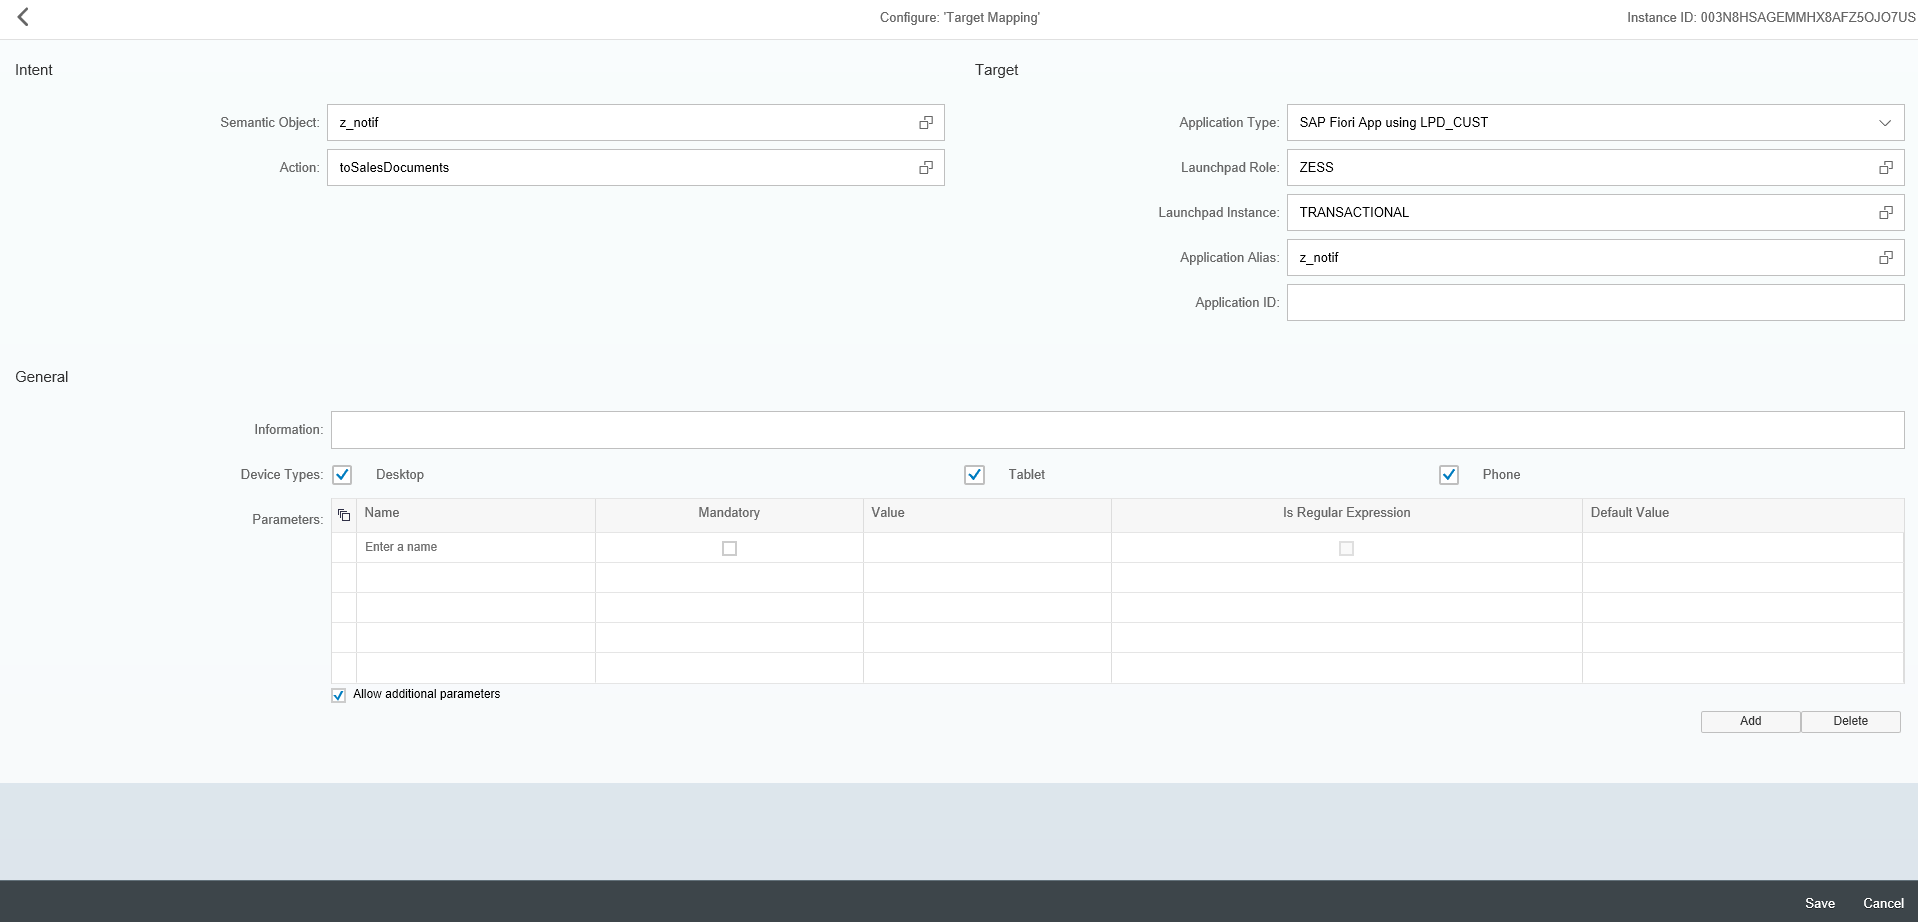 Configure: 'Target Mapping'
Instance ID: 003N8HSAGEMMHX8AFZ5OJO7US
Intent
Semantic Object: z_notif
Action: toSalesDocuments
Target
Application Type: SAP Fiori App using LPD_CUST
Launchpad Role: ZESS
Launchpad Instance: TRANSACTIONAL
Application Alias: z_notif
Application ID:
General
Information:
Device Types: Desktop Tablet Phone
Parameters: Name Mandatory Value Is Regular Expression Default Value
Enter a name
Allow additional parameters
Add Delete
Save Cancel